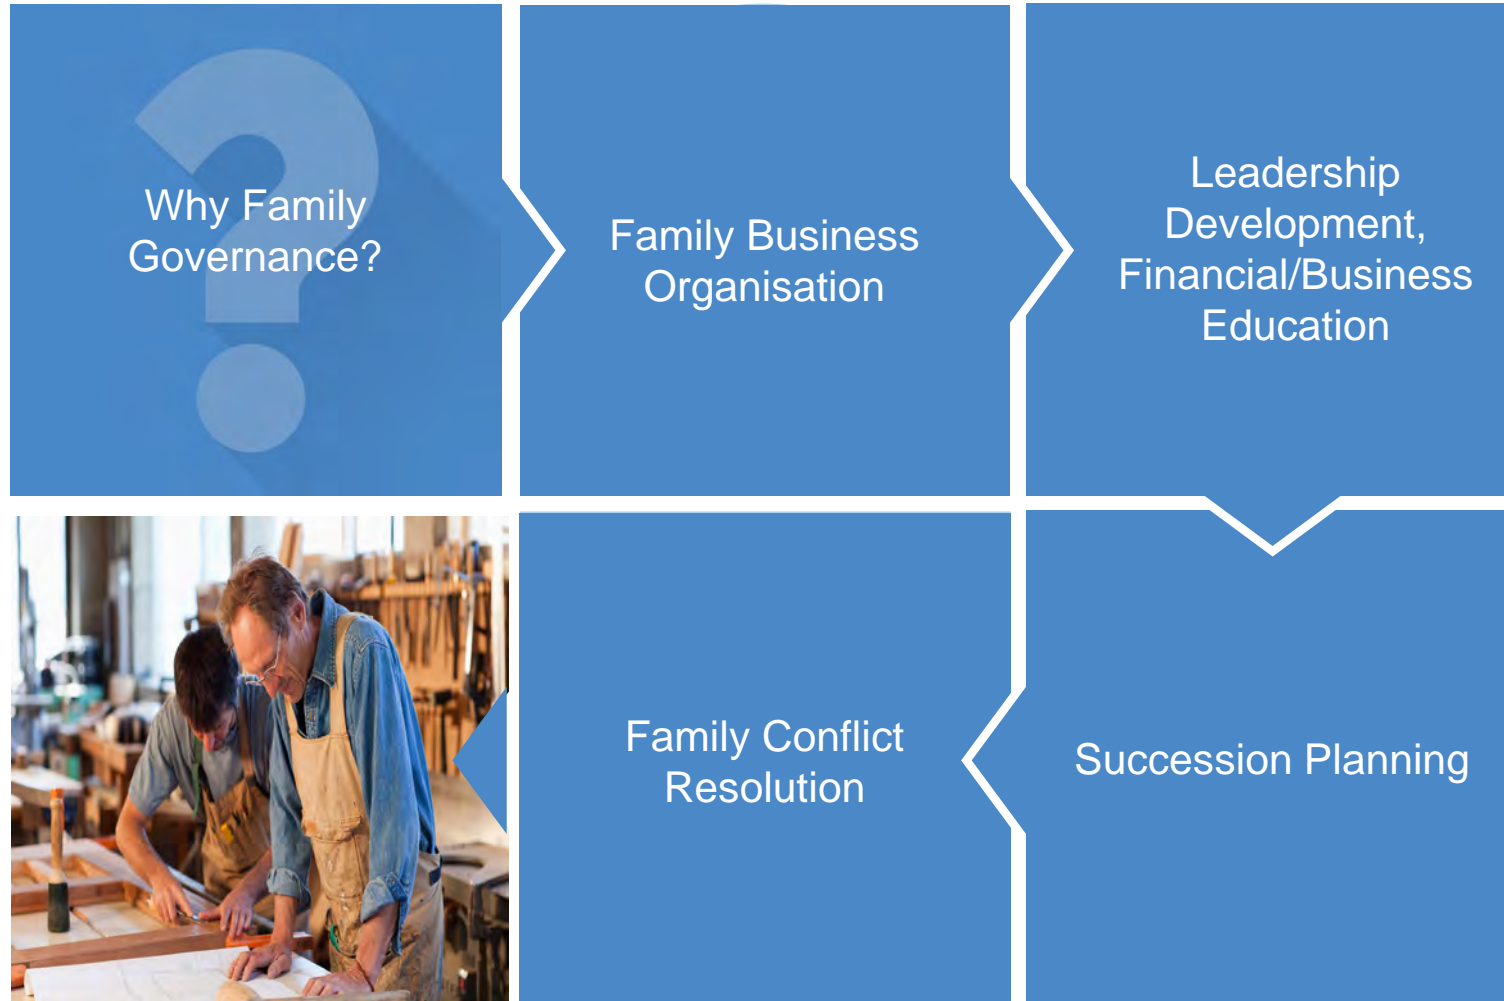 Why Family
Governance?
Family Business
Organisation
Leadership
Development,
Financial/Business
Education
Succession Planning
Family Conflict
Resolution